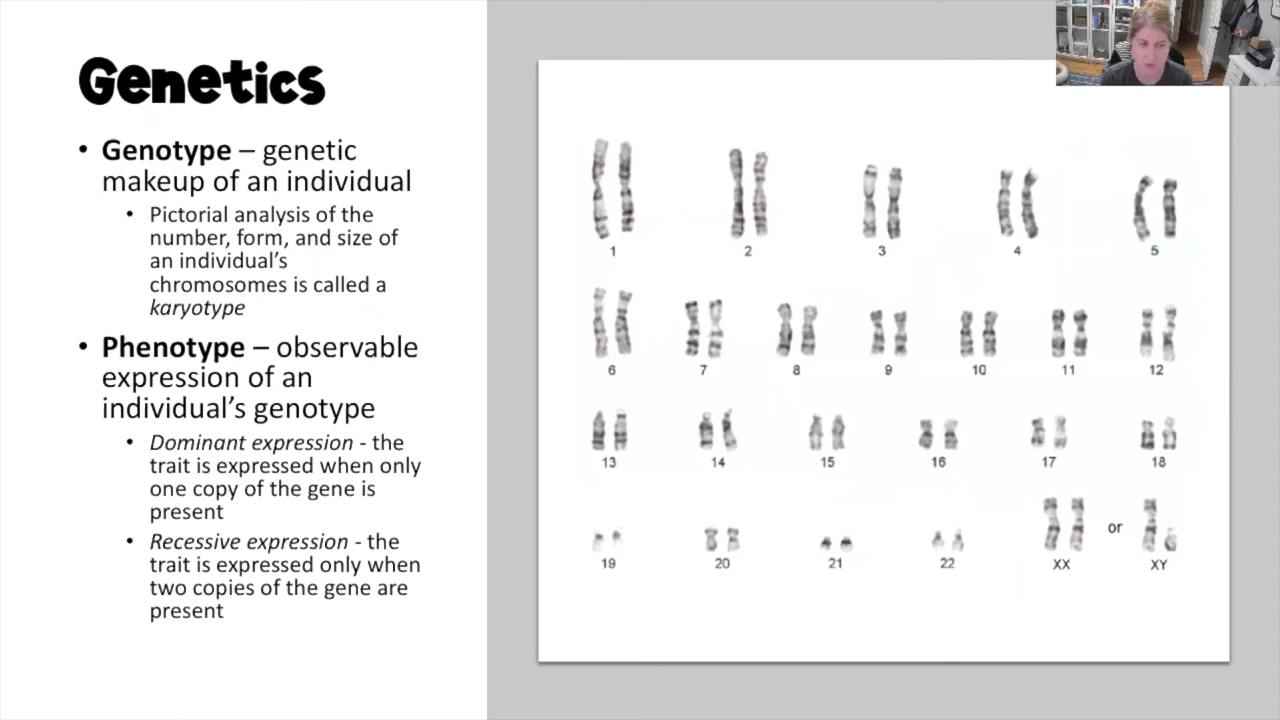 Genetics
• Genotype – genetic
makeup of an individual
• Pictorial analysis of the
number, form, and size of
an individual's
chromosomes is called a
karyotype
• Phenotype – observable
expression of an
individual's genotype
• Dominant expression - the
trait is expressed when only
one copy of the gene is
present
• Recessive expression - the
trait is expressed only when
two copies of the gene are
present
1 2 3 4 5
6 7 8 9 10 11 12
13 14 15 16 17 18
or
19 20 21 22 XX XY